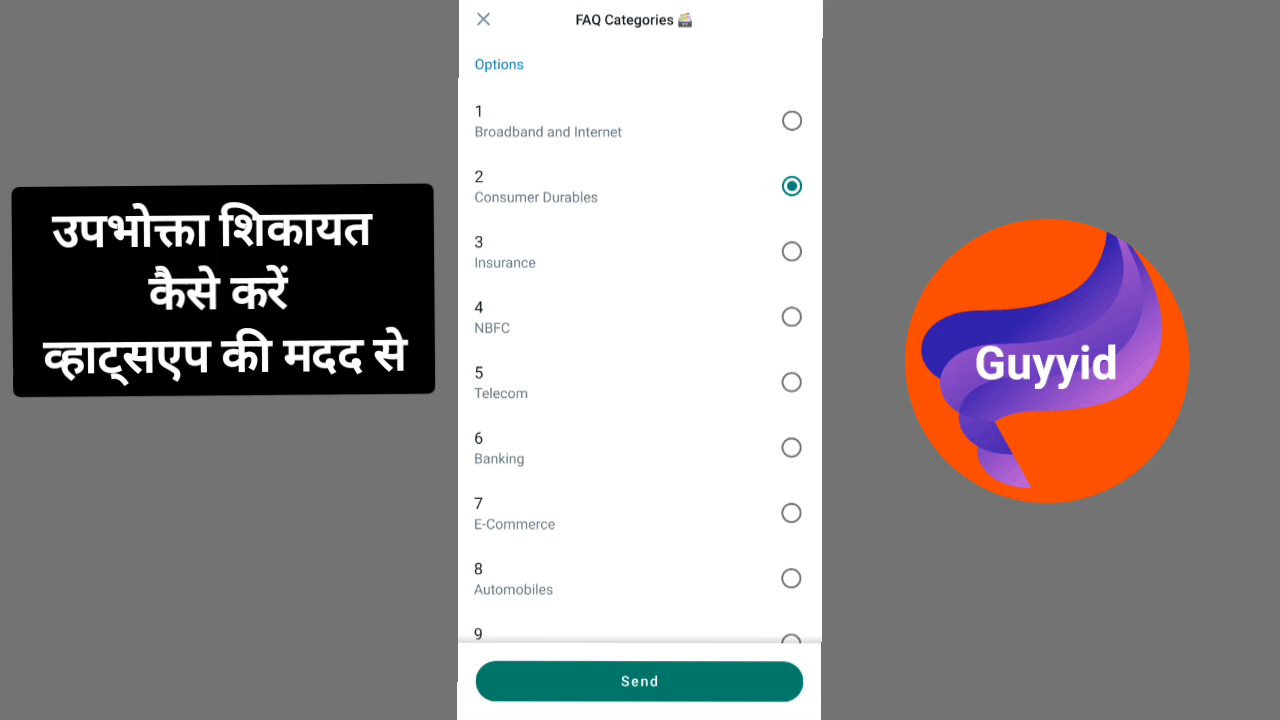 उपभोक्ता शिकायत
कैसे करें
व्हाट्सएप की मदद से
FAQ Categories
Options
1
Broadband and Internet
2
Consumer Durables
3
Insurance
4
NBFC
5
Telecom
6
Banking
7
E-Commerce
8
Automobiles
9
Send
Guyyid